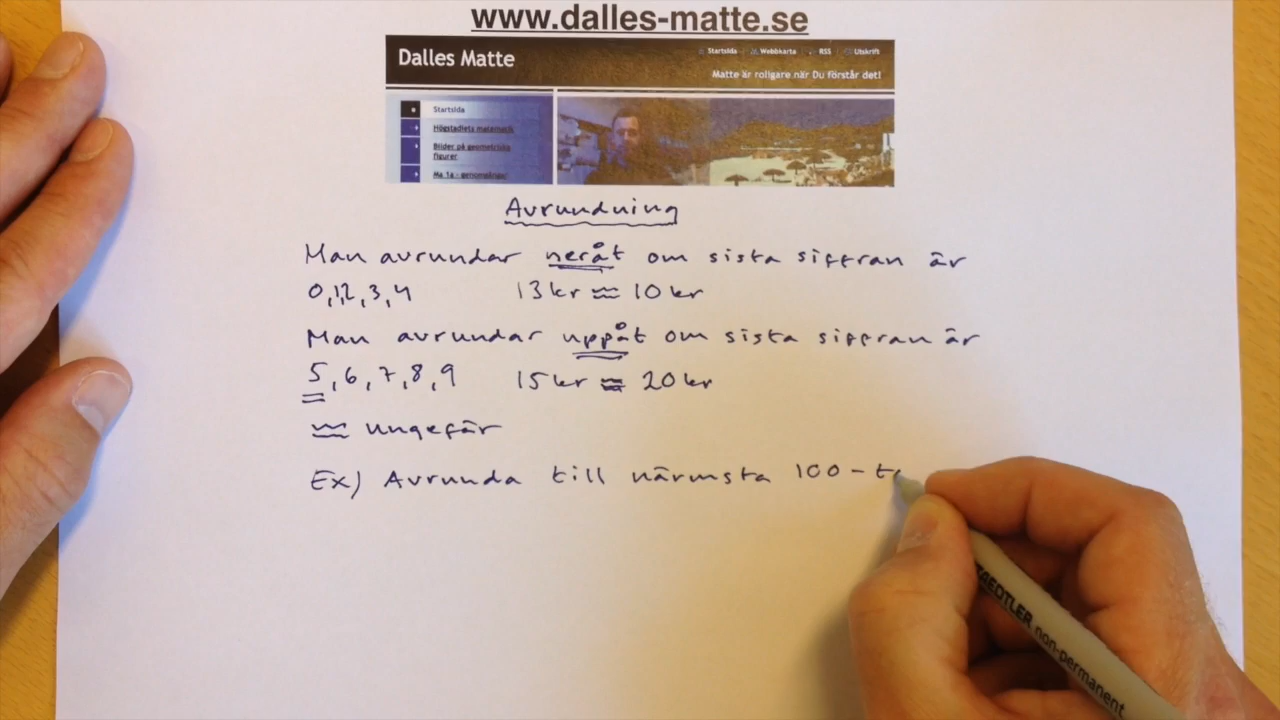 www.dalles-matte.se
Dalles Matte
Startsida Webbkarta RSS Utskrift
Matte är roligare när Du förstår det!
Startsida
Högstadiets matematik
Bilder på geometriska
figurer
Ma 1a - genomgångar
Avrundning
Man avrundar neråt om sista siffran är
0,1,2,3,4 13kr ≈ 10kr
Man avrundar uppåt om sista siffran är
5,6,7,8,9 15kr ≈ 20kr
≈ ungefär
Ex) Avrunda till närmsta 100-t
STAEDTLER non-permanent